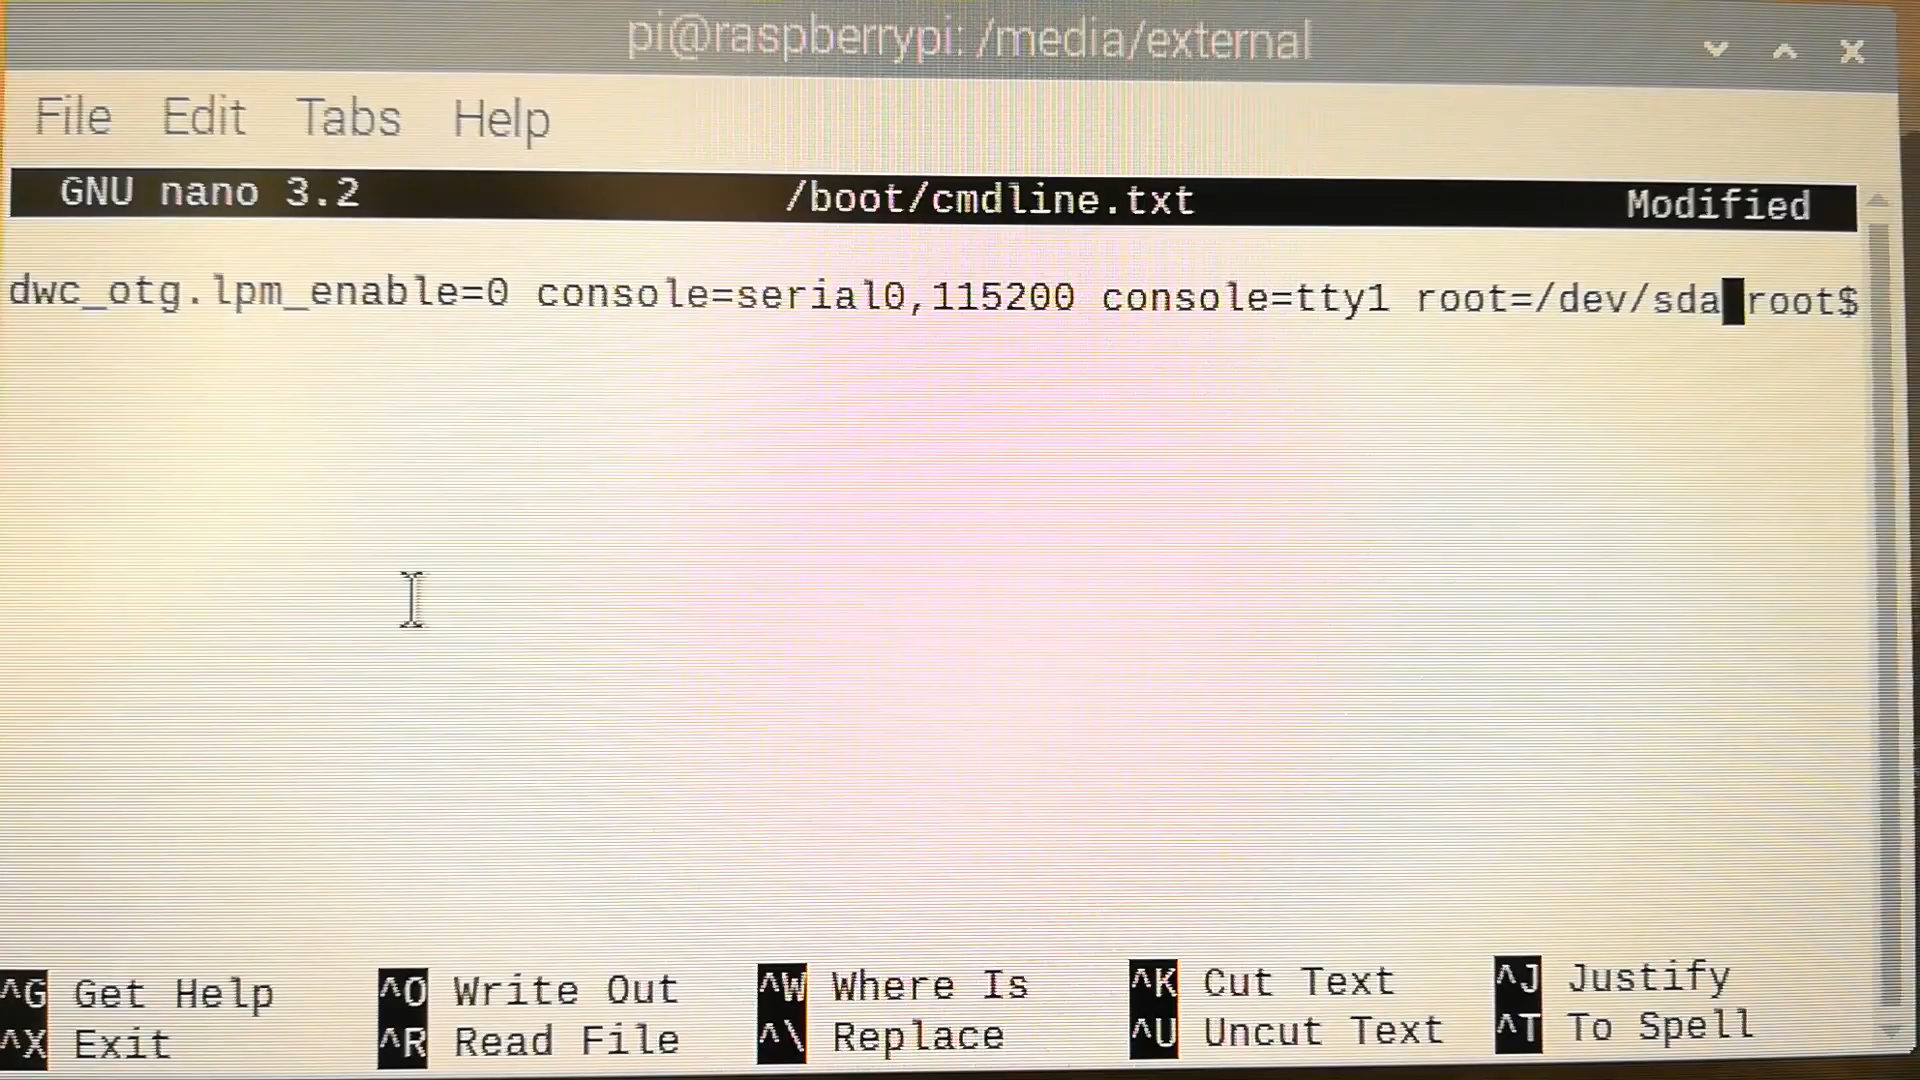 pi@raspberrypi: /media/external
File Edit Tabs Help
GNU nano 3.2 /boot/cmdline.txt Modified
dwc_otg.lpm_enable=0 console=serial0,115200 console=tty1 root=/dev/sda root$
^G Get Help ^O Write Out ^W Where Is ^K Cut Text ^J Justify
^X Exit ^R Read File ^\ Replace ^U Uncut Text ^T To Spell